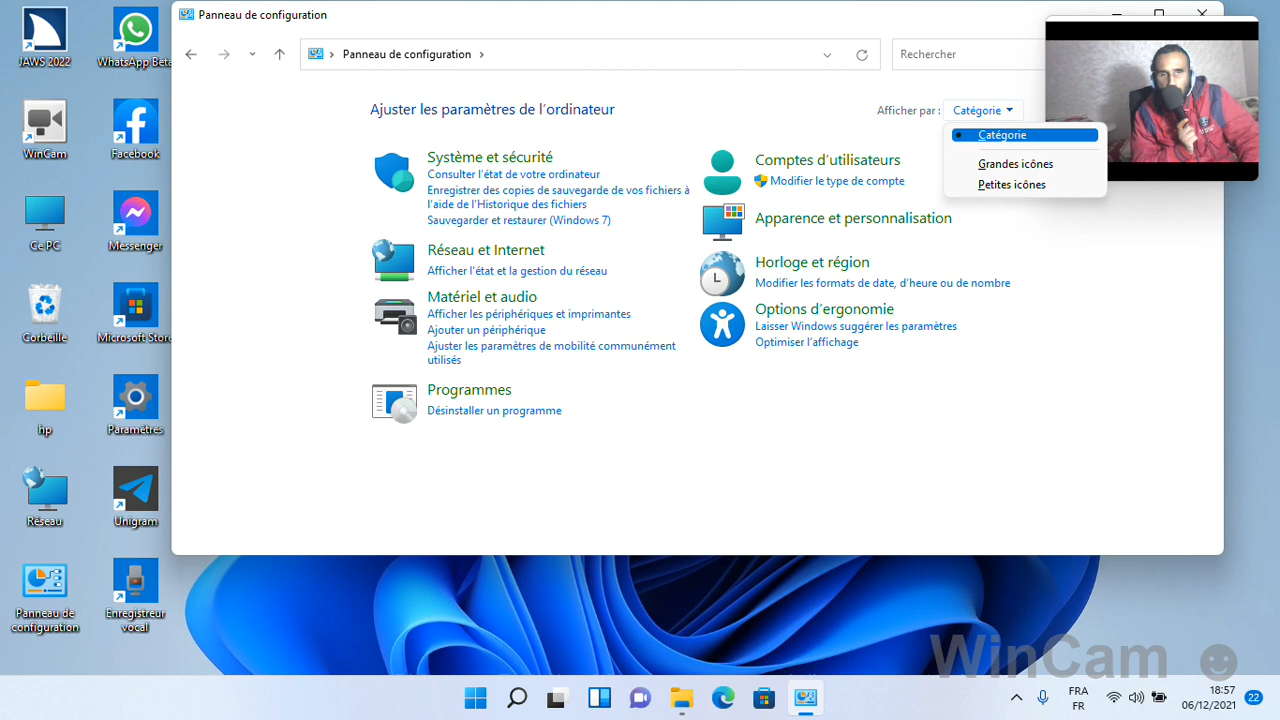 JAWS 2022
WhatsApp Beta
WinCam
Facebook
Ce PC
Messenger
Corbeille
Microsoft Store
hp
Paramètres
Réseau
Unigram
Panneau de
configuration
Enregistreur
vocal
Panneau de configuration
Panneau de configuration
Rechercher
Ajuster les paramètres de l'ordinateur
Afficher par :
Catégorie
Catégorie
Grandes icônes
Petites icônes
Système et sécurité
Consulter l'état de votre ordinateur
Enregistrer des copies de sauvegarde de vos fichiers à
l'aide de l'Historique des fichiers
Sauvegarder et restaurer (Windows 7)
Réseau et Internet
Afficher l'état et la gestion du réseau
Matériel et audio
Afficher les périphériques et imprimantes
Ajouter un périphérique
Ajuster les paramètres de mobilité communément
utilisés
Programmes
Désinstaller un programme
Comptes d'utilisateurs
Modifier le type de compte
Apparence et personnalisation
Horloge et région
Modifier les formats de date, d'heure ou de nombre
Options d'ergonomie
Laisser Windows suggérer les paramètres
Optimiser l'affichage
WinCam
FRA
FR
18:57
06/12/2021
22